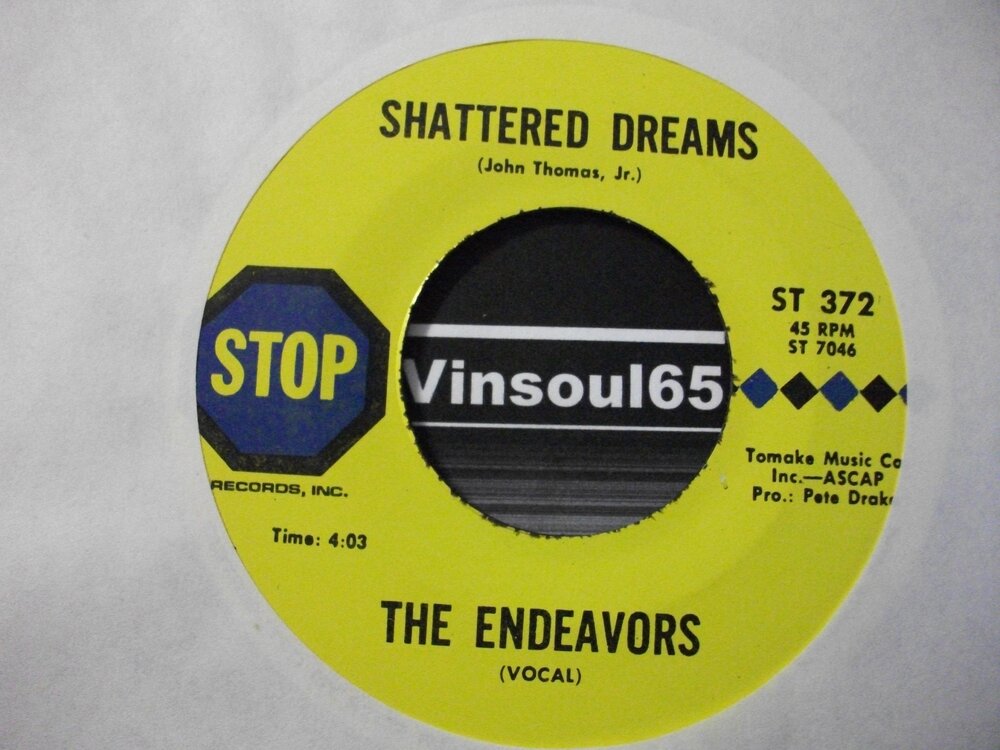 SHATTERED DREAMS
(John Thomas, Jr.)
STOP
RECORDS, INC.
Time: 4:03
Vinsoul65
ST 372
45 RPM
ST 7046
Tomake Music Co
Inc.—ASCAP
Pro.: Pete Drake
THE ENDEAVORS
(VOCAL)